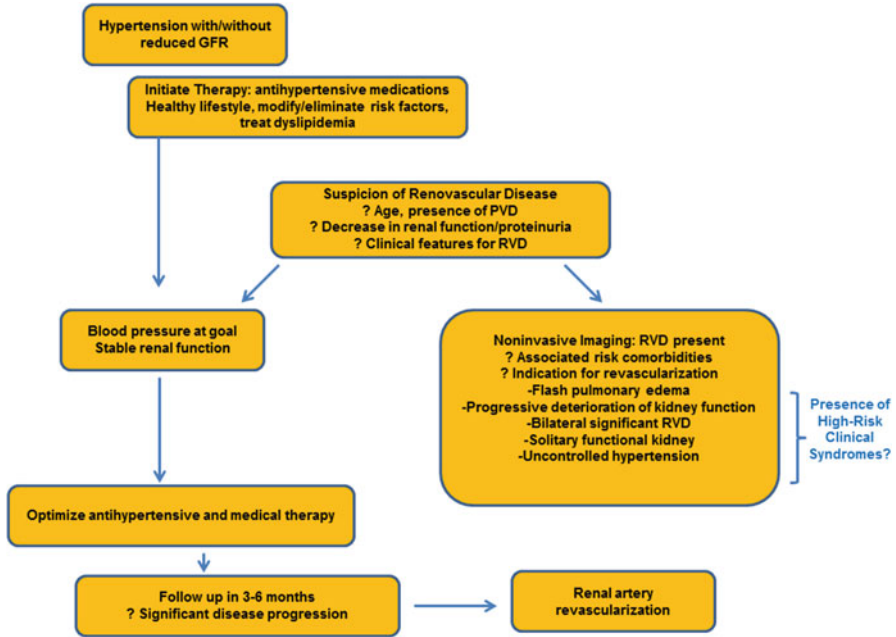 Hypertension with/without
reduced GFR
Initiate Therapy: antihypertensive medications
Healthy lifestyle, modify/eliminate risk factors,
treat dyslipidemia
Suspicion of Renovascular Disease
? Age, presence of PVD
? Decrease in renal function/proteinuria
? Clinical features for RVD
Blood pressure at goal
Stable renal function
Noninvasive Imaging: RVD present
? Associated risk comorbidities
? Indication for revascularization
-Flash pulmonary edema
-Progressive deterioration of kidney function
-Bilateral significant RVD
-Solitary functional kidney
-Uncontrolled hypertension
Presence of
High-Risk
Clinical
Syndromes?
Optimize antihypertensive and medical therapy
Follow up in 3-6 months
? Significant disease progression
Renal artery
revascularization